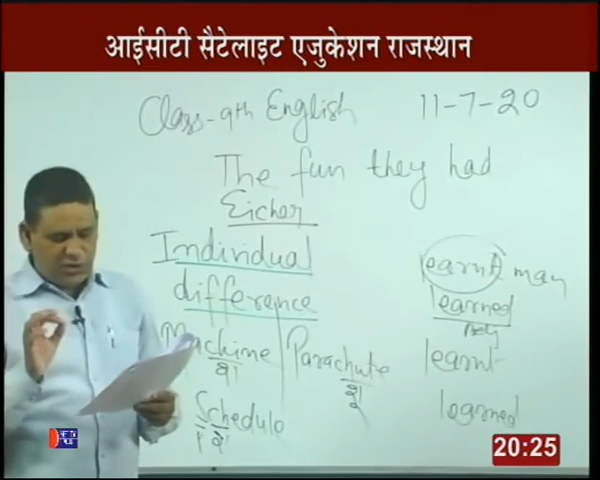 आईसीटी सैटेलाइट एजुकेशन राजस्थान
Class-9th English 11-7-20
The fun they had
Eicher
Individual
difference
learnt A man
learned
Machine Parachute learnt
शा शू
Schedule learned
20:25